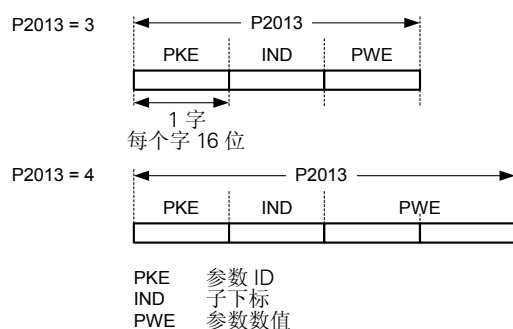 P2013 = 3
P2013
PKE IND PWE
1 字
每个字 16 位
P2013 = 4
P2013
PKE IND PWE
PKE 参数 ID
IND 子下标
PWE 参数数值